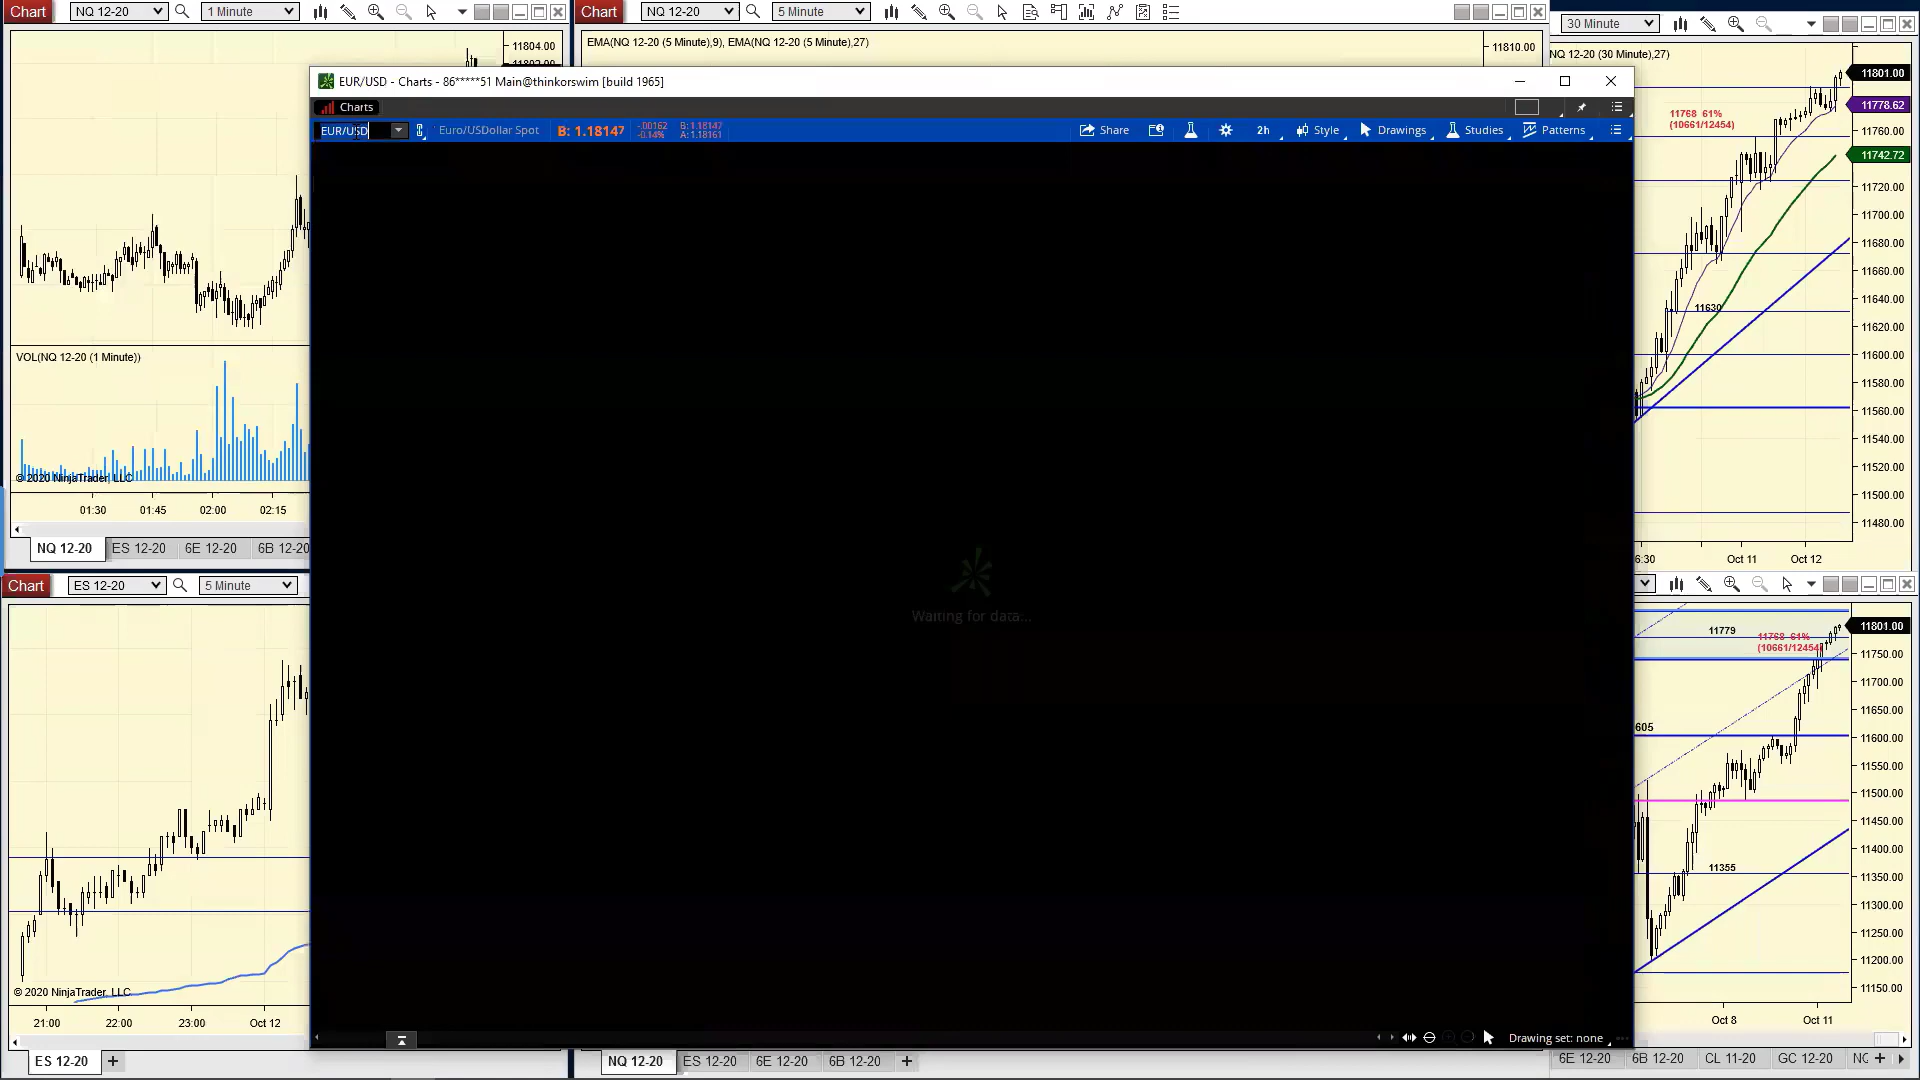 Chart NQ 12-20 1 Minute
Chart NQ 12-20 5 Minute
30 Minute
11804.00
EMA(NQ 12-20 (5 Minute),9), EMA(NQ 12-20 (5 Minute),27)
11810.00
NQ 12-20 (30 Minute),27)
11801.00
11778.62
11768 61%
(10661/12454)
11760.00
11742.72
11720.00
11700.00
11680.00
11660.00
11640.00
11630
11620.00
11600.00
11580.00
11560.00
11540.00
11520.00
11500.00
11480.00
6:30 Oct 11 Oct 12
EUR/USD - Charts - 86*****51 Main@thinkorswim [build 1965]
Charts
EUR/USD Euro/USDollar Spot B: 1.18147 -.00162 -0.14% B: 1.18147 A: 1.18161 Share 2h Style Drawings Studies Patterns
Waiting for data...
Drawing set: none
VOL(NQ 12-20 (1 Minute))
© 2020 NinjaTrader, LLC
01:30 01:45 02:00 02:15
NQ 12-20 ES 12-20 6E 12-20 6B 12-20
Chart ES 12-20 5 Minute
© 2020 NinjaTrader, LLC
21:00 22:00 23:00 Oct 12
ES 12-20 +
NQ 12-20 ES 12-20 6E 12-20 6B 12-20 +
11801.00
11779
11768 61%
(10661/12454)
11750.00
11700.00
11650.00
605
11600.00
11550.00
11500.00
11450.00
11400.00
11355
11350.00
11300.00
11250.00
11200.00
11150.00
Oct 8 Oct 11
6E 12-20 6B 12-20 CL 11-20 GC 12-20 +